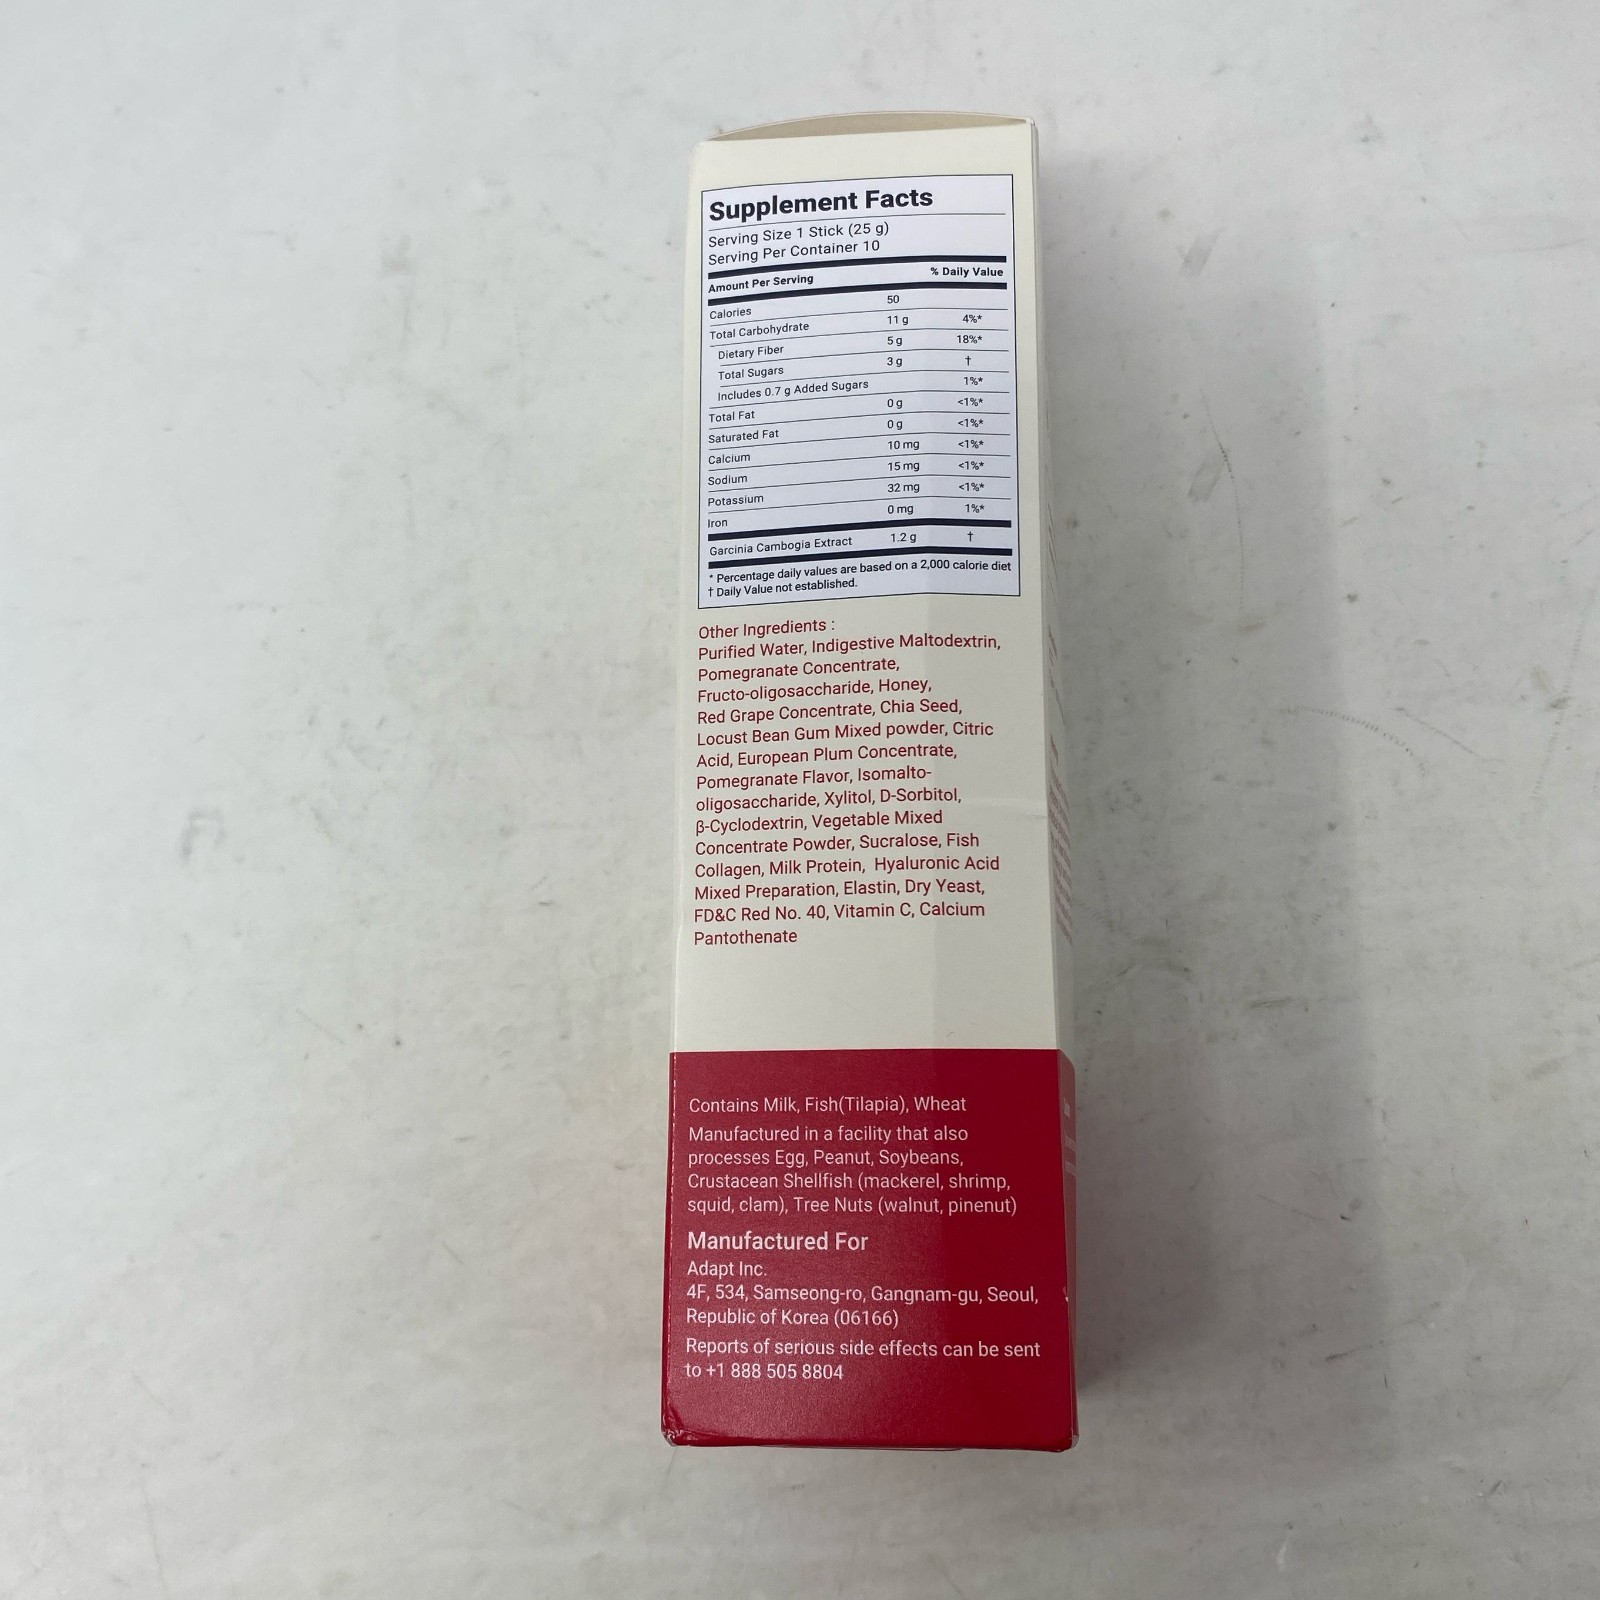 Supplement Facts
Serving Size 1 Stick (25 g)
Serving Per Container 10
Amount Per Serving % Daily Value
Calories 50
Total Carbohydrate 11 g 4%*
Dietary Fiber 5 g 18%*
Total Sugars 3 g †
Includes 0.7 g Added Sugars 1%*
Total Fat 0 g <1%*
Saturated Fat 0 g <1%*
Calcium 10 mg <1%*
Sodium 15 mg <1%*
Potassium 32 mg <1%*
Iron 0 mg 1%*
Garcinia Cambogia Extract 1.2 g †
* Percentage daily values are based on a 2,000 calorie diet
† Daily Value not established.
Other Ingredients :
Purified Water, Indigestive Maltodextrin,
Pomegranate Concentrate,
Fructo-oligosaccharide, Honey,
Red Grape Concentrate, Chia Seed,
Locust Bean Gum Mixed powder, Citric
Acid, European Plum Concentrate,
Pomegranate Flavor, Isomalto-
oligosaccharide, Xylitol, D-Sorbitol,
β-Cyclodextrin, Vegetable Mixed
Concentrate Powder, Sucralose, Fish
Collagen, Milk Protein, Hyaluronic Acid
Mixed Preparation, Elastin, Dry Yeast,
FD&C Red No. 40, Vitamin C, Calcium
Pantothenate
Contains Milk, Fish(Tilapia), Wheat
Manufactured in a facility that also
processes Egg, Peanut, Soybeans,
Crustacean Shellfish (mackerel, shrimp,
squid, clam), Tree Nuts (walnut, pinenut)
Manufactured For
Adapt Inc.
4F, 534, Samseong-ro, Gangnam-gu, Seoul,
Republic of Korea (06166)
Reports of serious side effects can be sent
to +1 888 505 8804